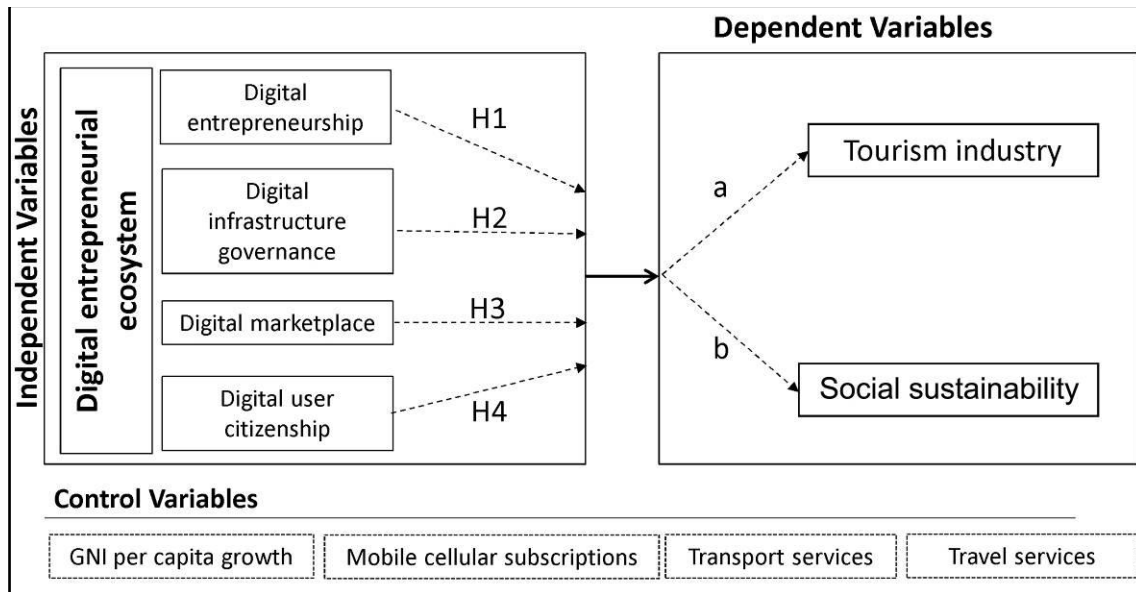 Dependent Variables
Independent Variables
Digital entrepreneurial
ecosystem
Digital
entrepreneurship
Digital
infrastructure
governance
Digital marketplace
Digital user
citizenship
H1
H2
H3
H4
a
b
Tourism industry
Social sustainability
Control Variables
GNI per capita growth
Mobile cellular subscriptions
Transport services
Travel services